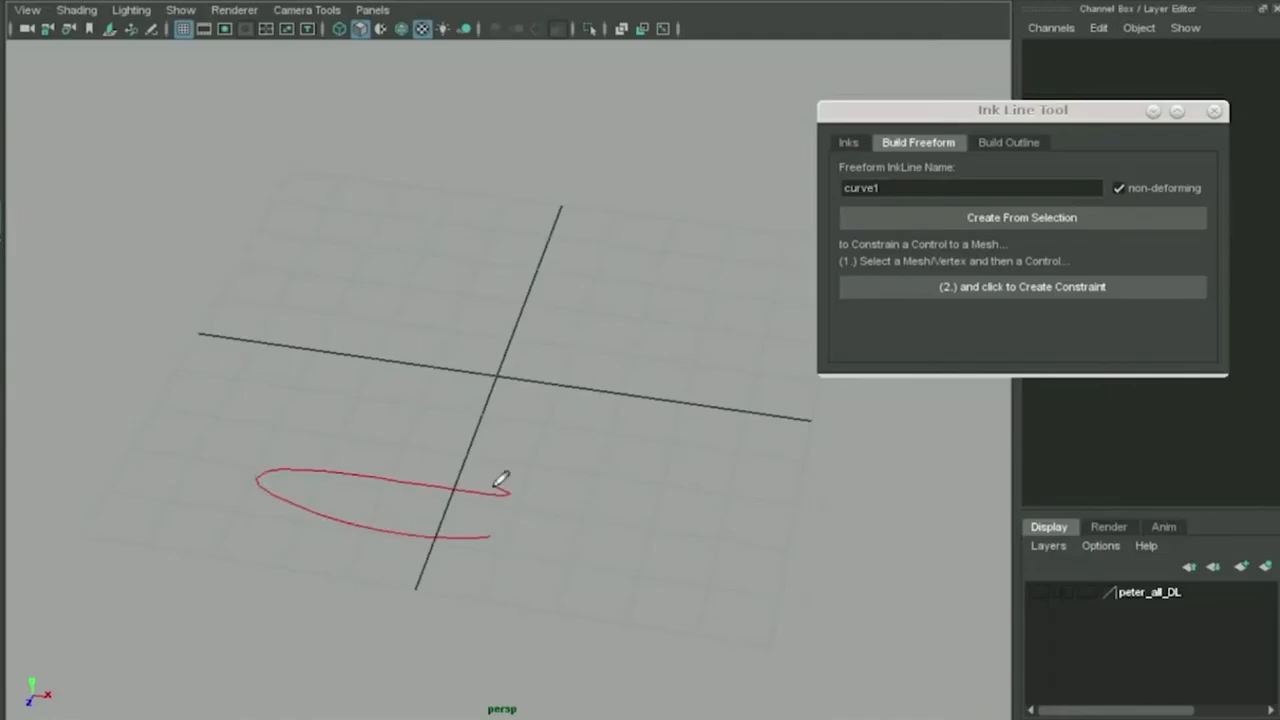 View Shading Lighting Show Renderer Camera Tools Panels
Channel Box / Layer Editor
Channels Edit Object Show
Ink Line Tool
Inks Build Freeform Build Outline
Freeform InkLine Name:
curve1 non-deforming
Create From Selection
to Constrain a Control to a Mesh...
(1.) Select a Mesh/Vertex and then a Control...
(2.) and click to Create Constraint
Display Render Anim
Layers Options Help
peter_all_DL
y
x
z
persp